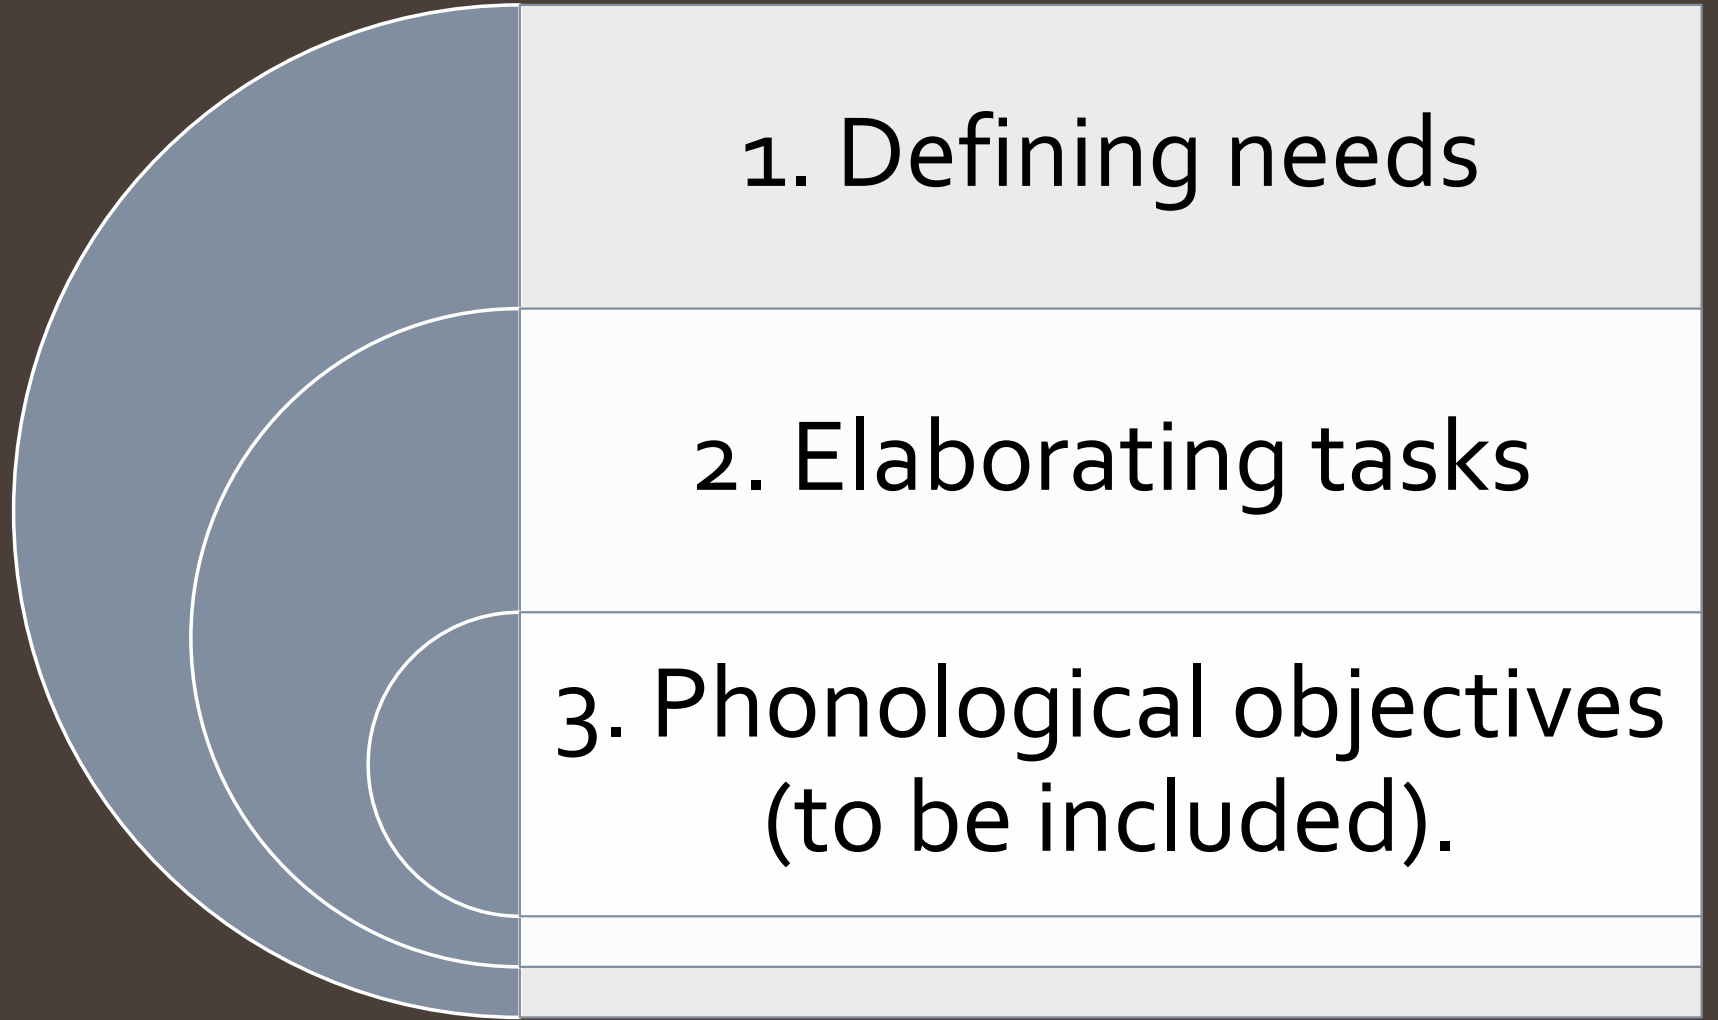 1. Defining needs
2. Elaborating tasks
3. Phonological objectives
(to be included).